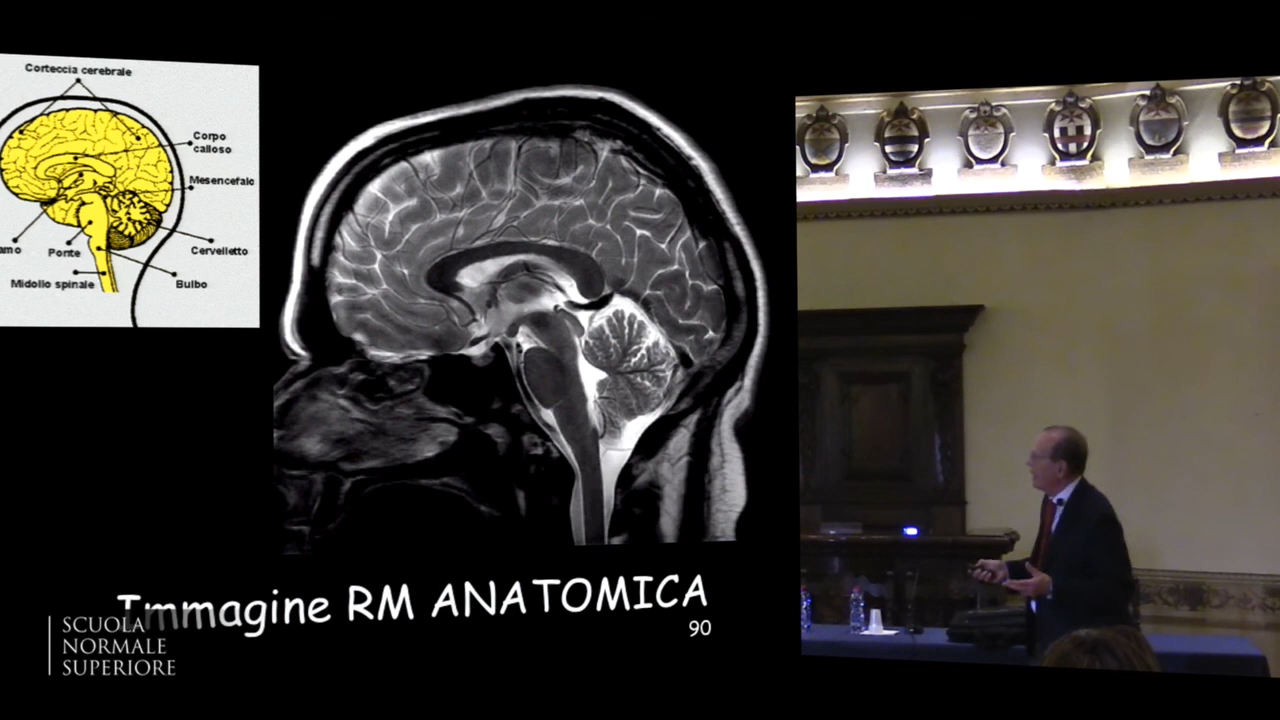 Corteccia cerebrale
Corpo
calloso
Mesencefalo
amo
Ponte
Cervelletto
Midollo spinale
Bulbo
Immagine RM ANATOMICA
90
SCUOLA
NORMALE
SUPERIORE